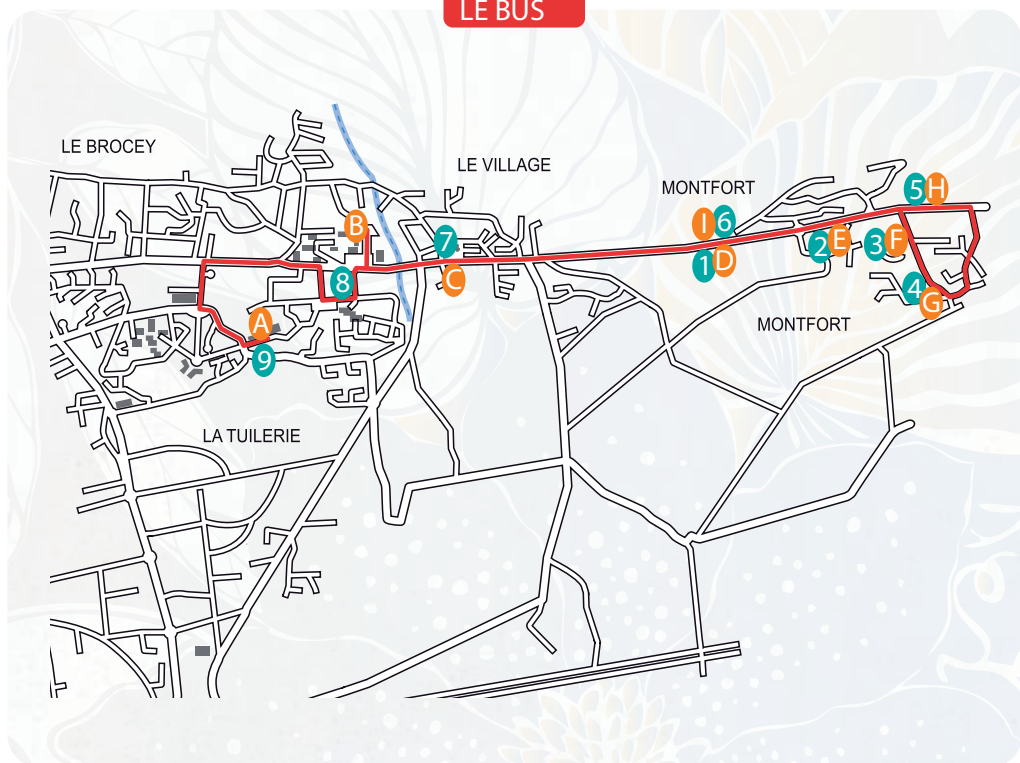 LE BUS
LE BROCEY
LE VILLAGE
MONTFORT
5 H
I 6
B
7
2 E
3 F
1 D
C
8
4
G
A
MONTFORT
9
LA TUILERIE